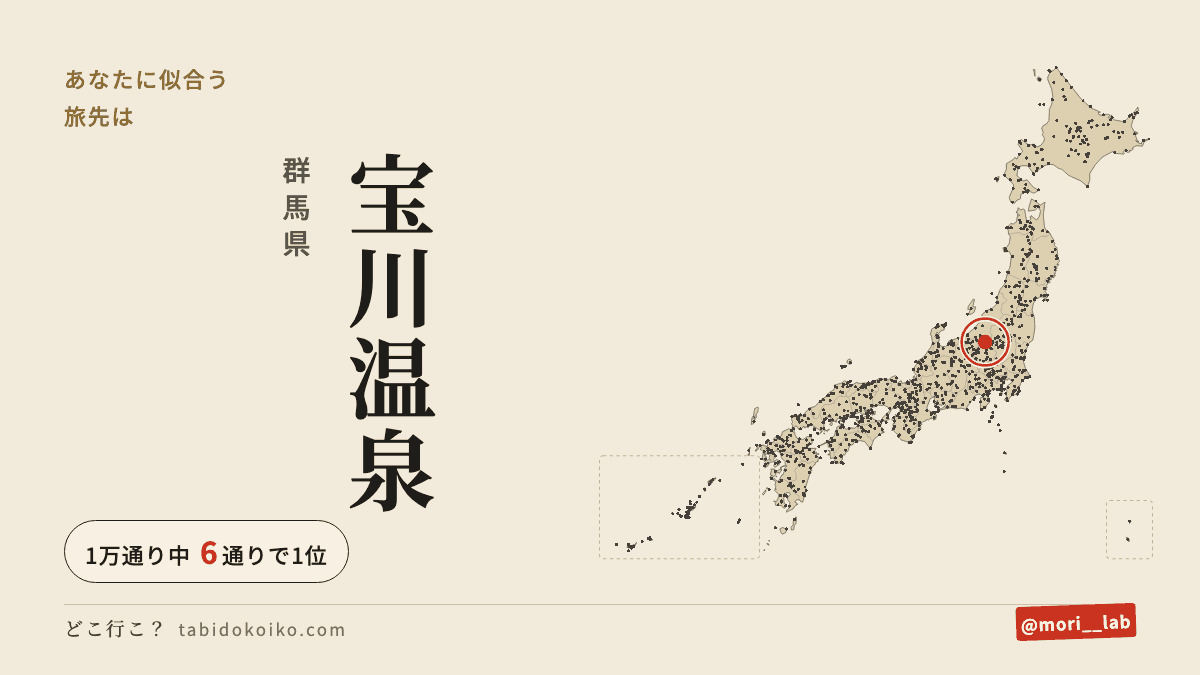 あなたに似合う
旅先は
群馬県
宝川温泉
1万通り中 6通りで1位
どこ行こ？ tabidokoiko.com
@mori__lab